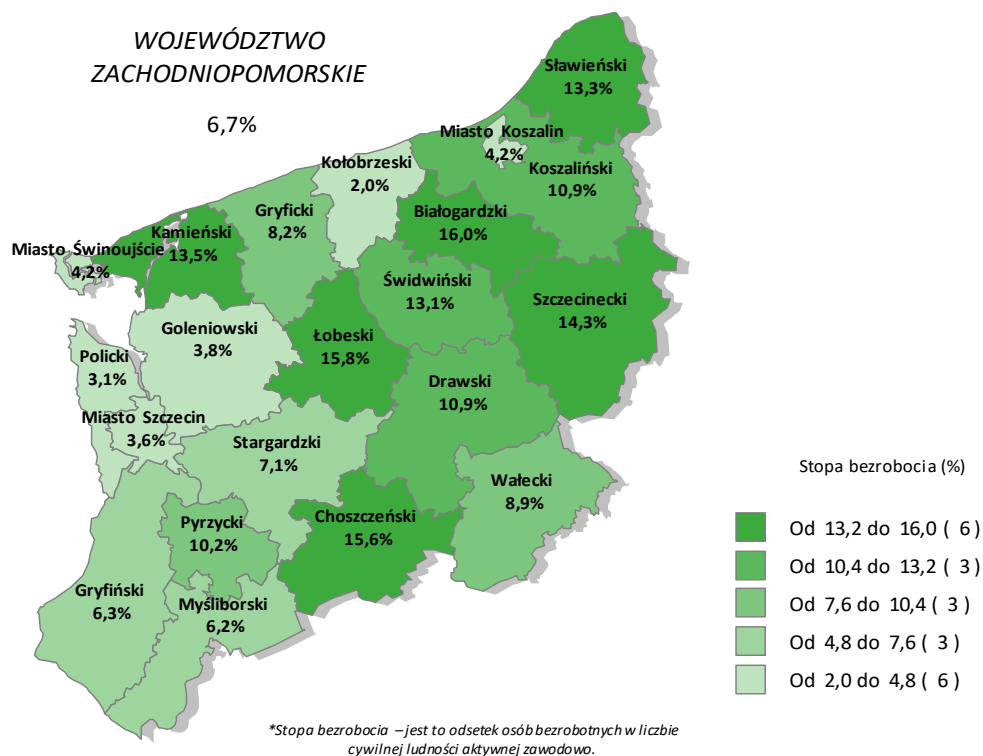 WOJEWÓDZTWO
ZACHODNIOPOMORSKIE
6,7%
Sławieński
13,3%
Miasto Koszalin
4,2%
Koszaliński
10,9%
Kołobrzeski
2,0%
Gryficki
8,2%
Białogardzki
16,0%
Kamieński
13,5%
Miasto Świnoujście
4,2%
Świdwiński
13,1%
Szczecinecki
14,3%
Goleniowski
3,8%
Łobeski
15,8%
Policki
3,1%
Drawski
10,9%
Miasto Szczecin
3,6%
Stargardzki
7,1%
Wałecki
8,9%
Choszczeński
15,6%
Pyrzycki
10,2%
Gryfiński
6,3%
Myśliborski
6,2%
Stopa bezrobocia (%)
Od 13,2 do 16,0 ( 6 )
Od 10,4 do 13,2 ( 3 )
Od 7,6 do 10,4 ( 3 )
Od 4,8 do 7,6 ( 3 )
Od 2,0 do 4,8 ( 6 )
*Stopa bezrobocia – jest to odsetek osób bezrobotnych w liczbie
cywilnej ludności aktywnej zawodowo.